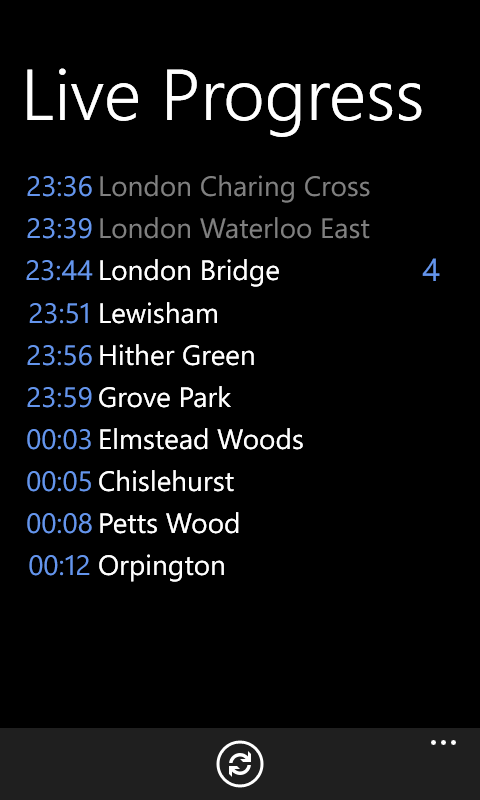 Live Progress
23:36 London Charing Cross
23:39 London Waterloo East
23:44 London Bridge 4
23:51 Lewisham
23:56 Hither Green
23:59 Grove Park
00:03 Elmstead Woods
00:05 Chislehurst
00:08 Petts Wood
00:12 Orpington